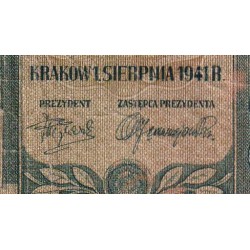 KRAKÓW 1. SIERPNIA 1941 R.
PREZYDENT ZASTĘPCA PREZYDENTA